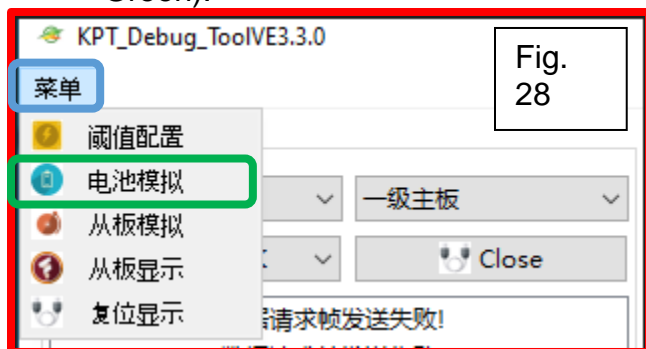 KPT_Debug_ToolVE3.3.0
Fig.
28
菜单
阈值配置
电池模拟
一级主板
从板模拟
从板显示
Close
复位显示
请求帧发送失败!